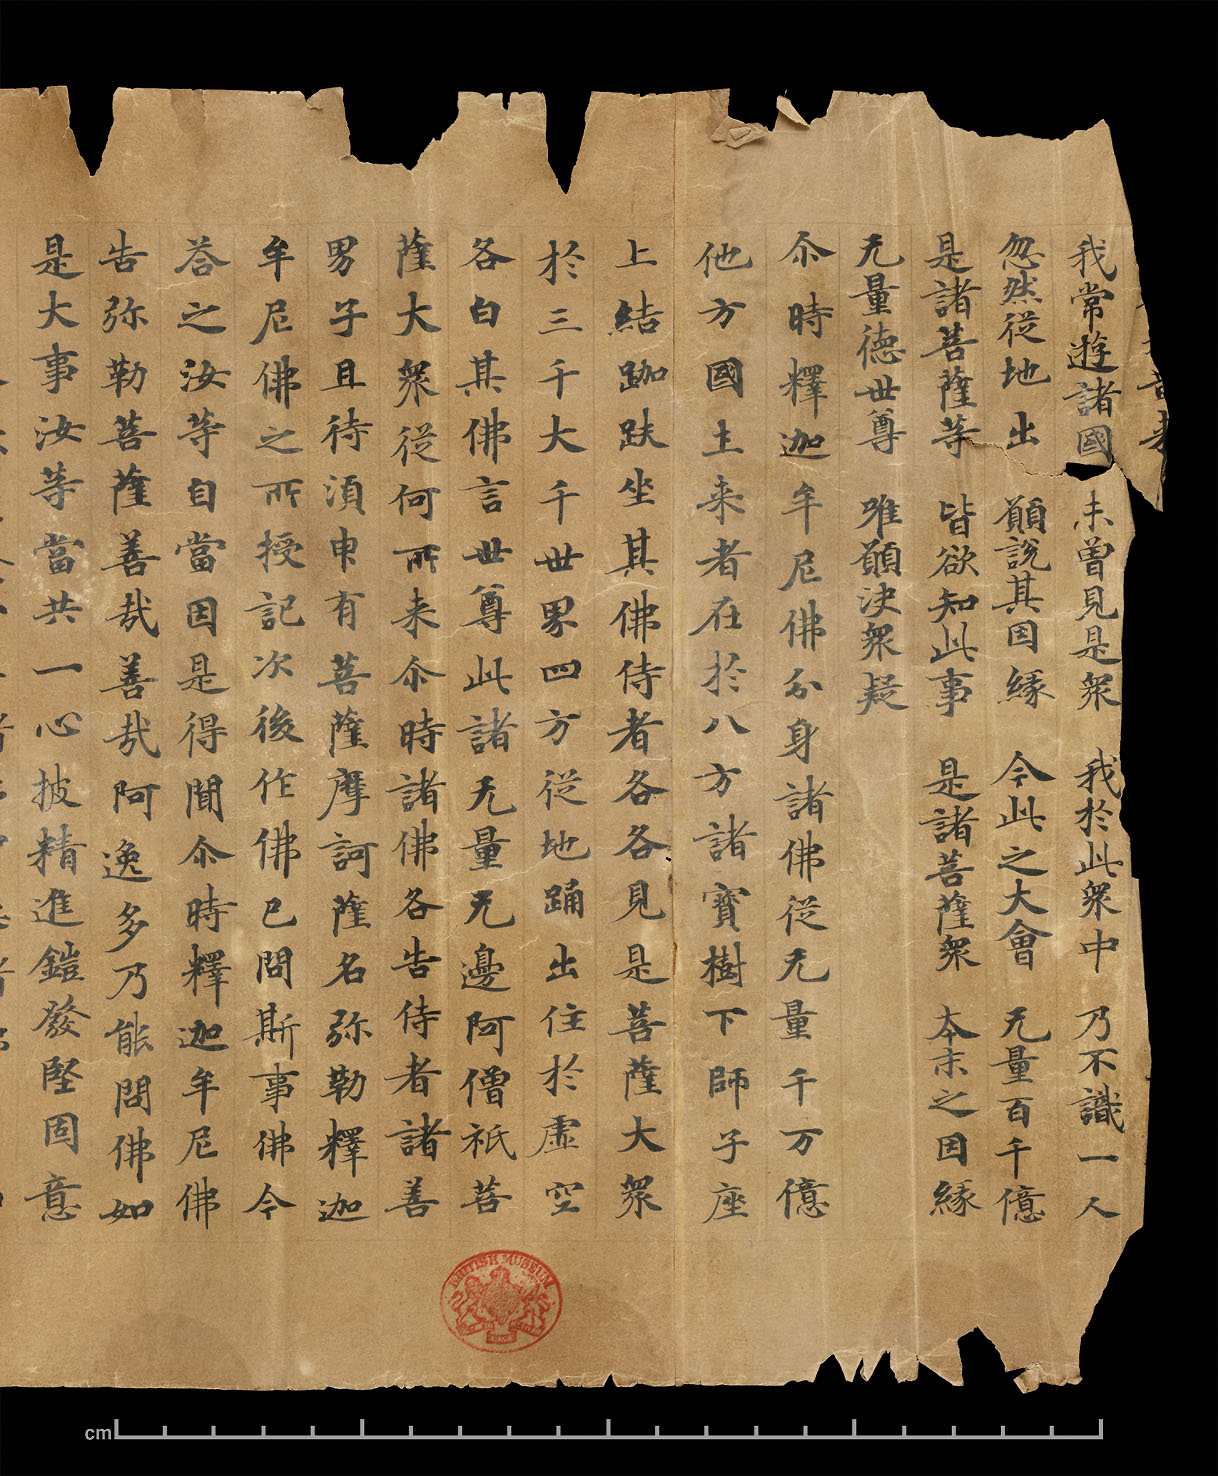 我常遊諸國 未曾見是衆 我於此衆中 乃不識一人
忽然從地出 願說其因緣 今此之大會 无量百千億
是諸菩薩等 皆欲知此事 是諸菩薩衆 本末之因緣
无量德世尊 唯願決衆疑
尒時釋迦牟尼佛分身諸佛從无量千万億
他方國土来者在於八方諸寶樹下師子座
上結跏趺坐其佛侍者各各見是菩薩大衆
於三千大千世界四方從地踊出住於虛空
各白其佛言世尊此諸无量无邊阿僧祇菩
薩大衆從何所来尒時諸佛各告侍者諸善
男子且待湏申有菩薩摩訶薩名弥勒釋迦
牟尼佛之所授記次後作佛已問斯事佛今
荅之汝等自當因是得聞尒時釋迦牟尼佛
告弥勒菩薩善哉善哉阿逸多乃能問佛如
是大事汝等當共一心披精進鎧發堅固意
BRITISH MUSEUM
cm